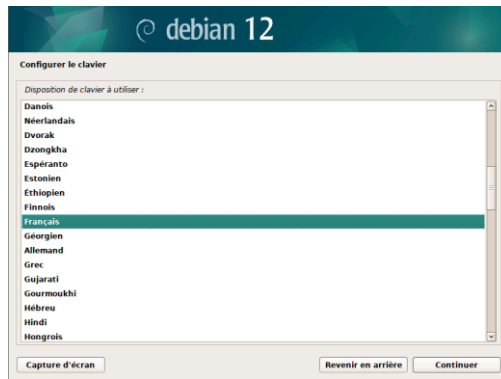 debian 12
Configurer le clavier
Disposition de clavier à utiliser :
Danois
Néerlandais
Dvorak
Dzongkha
Espéranto
Estonien
Éthiopien
Finnois
Français
Géorgien
Allemand
Grec
Gujarati
Gourmoukhi
Hébreu
Hindi
Hongrois
Capture d'écran Revenir en arrière Continuer